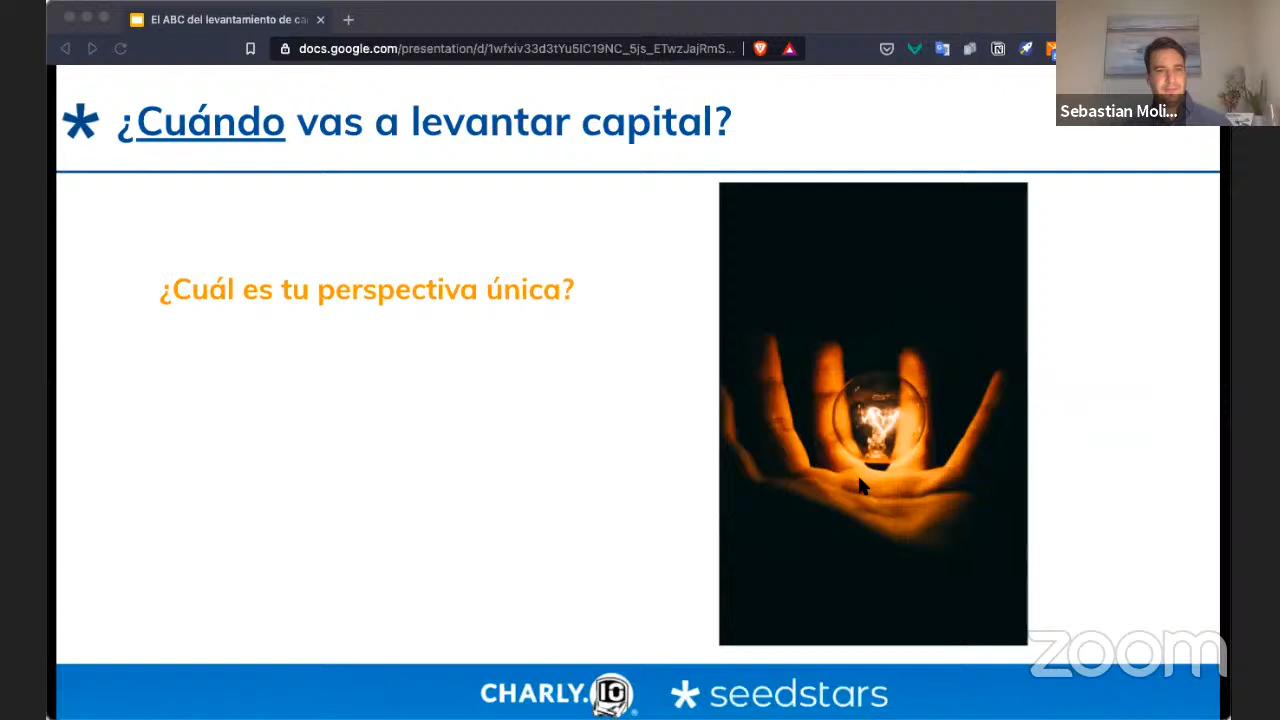 El ABC del levantamiento de ca
docs.google.com/presentation/d/1wfxiv33d3tYu5IC19NC_5js_ETwzJajRmS...
Sebastian Moli...
¿Cuándo vas a levantar capital?
¿Cuál es tu perspectiva única?
zoom
CHARLY.IO
seedstars